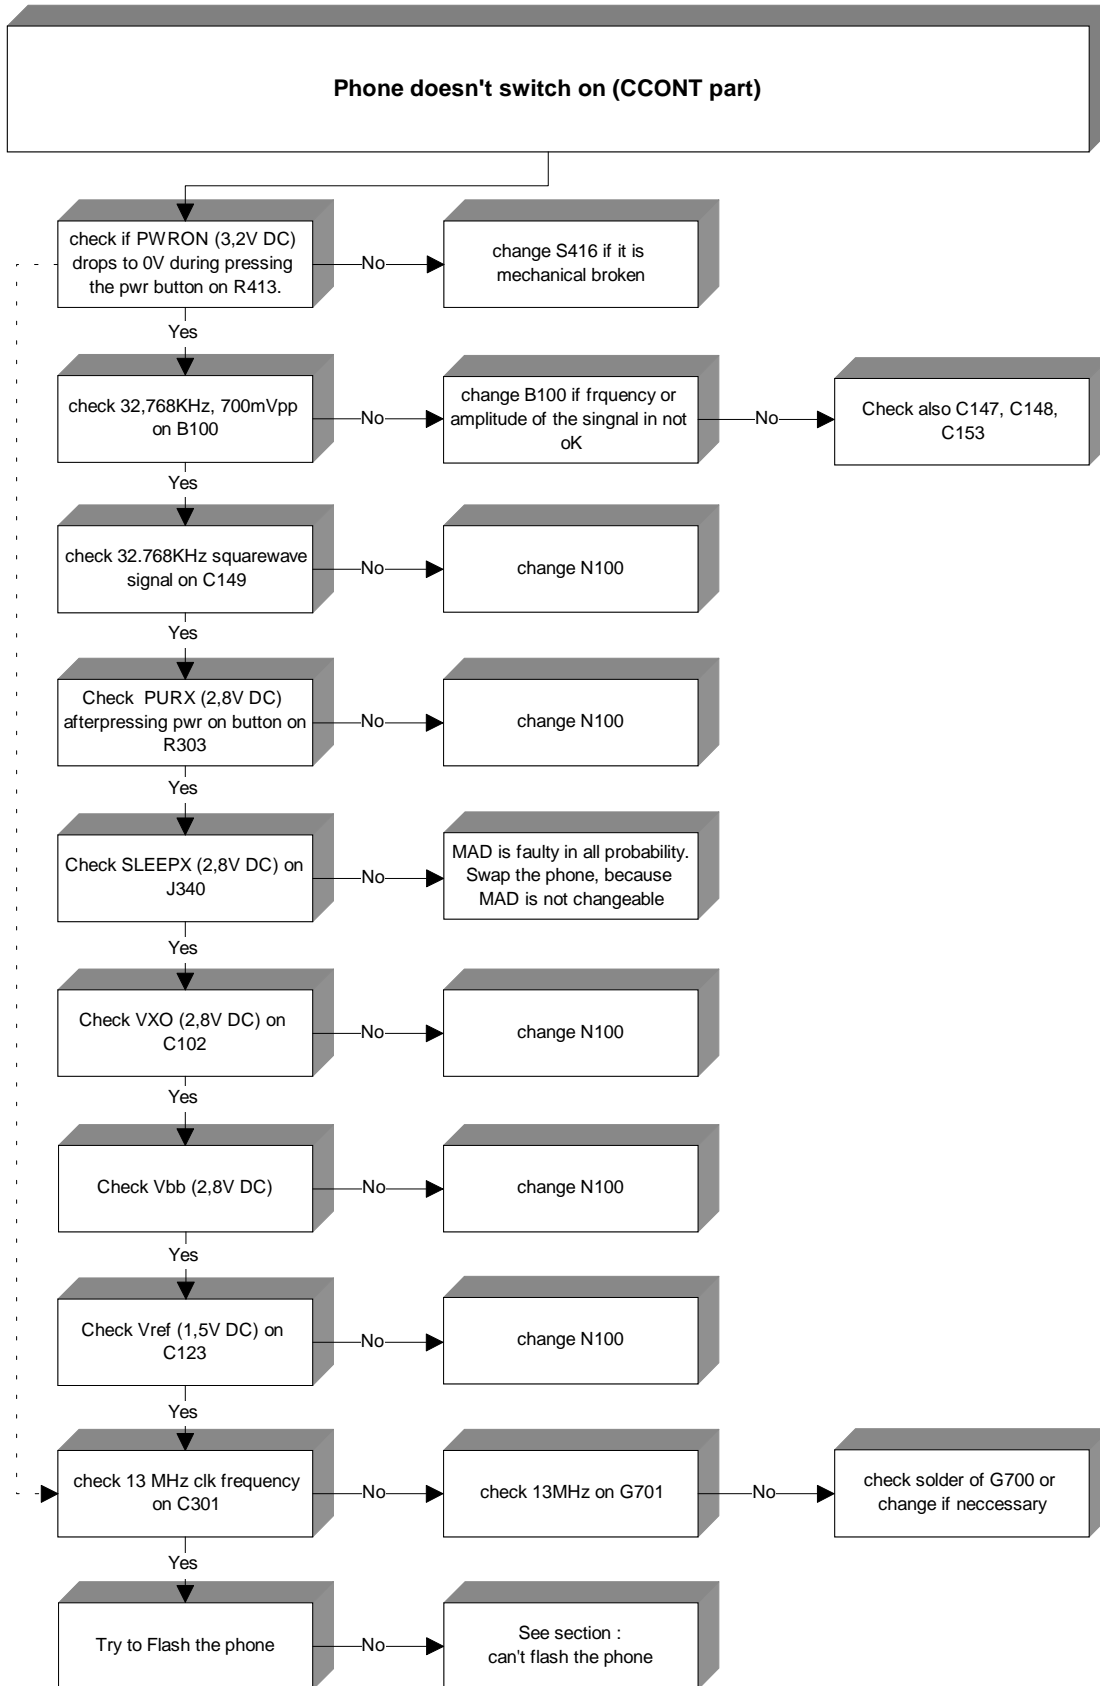 Phone doesn't switch on (CCONT part)
check if PWRON (3,2V DC)
drops to 0V during pressing
the pwr button on R413.
No
change S416 if it is
mechanical broken
Yes
check 32,768KHz, 700mVpp
on B100
No
change B100 if frquency or
amplitude of the singnal in not
oK
No
Check also C147, C148,
C153
Yes
check 32.768KHz squarewave
signal on C149
No
change N100
Yes
Check  PURX (2,8V DC)
afterpressing pwr on button on
R303
No
change N100
Yes
Check SLEEPX (2,8V DC) on
J340
No
MAD is faulty in all probability.
Swap the phone, because
MAD is not changeable
Yes
Check VXO (2,8V DC) on
C102
No
change N100
Yes
Check Vbb (2,8V DC)
No
change N100
Yes
Check Vref (1,5V DC) on
C123
No
change N100
Yes
check 13 MHz clk frequency
on C301
No
check 13MHz on G701
No
check solder of G700 or
change if neccessary
Yes
Try to Flash the phone
No
See section :
can't flash the phone